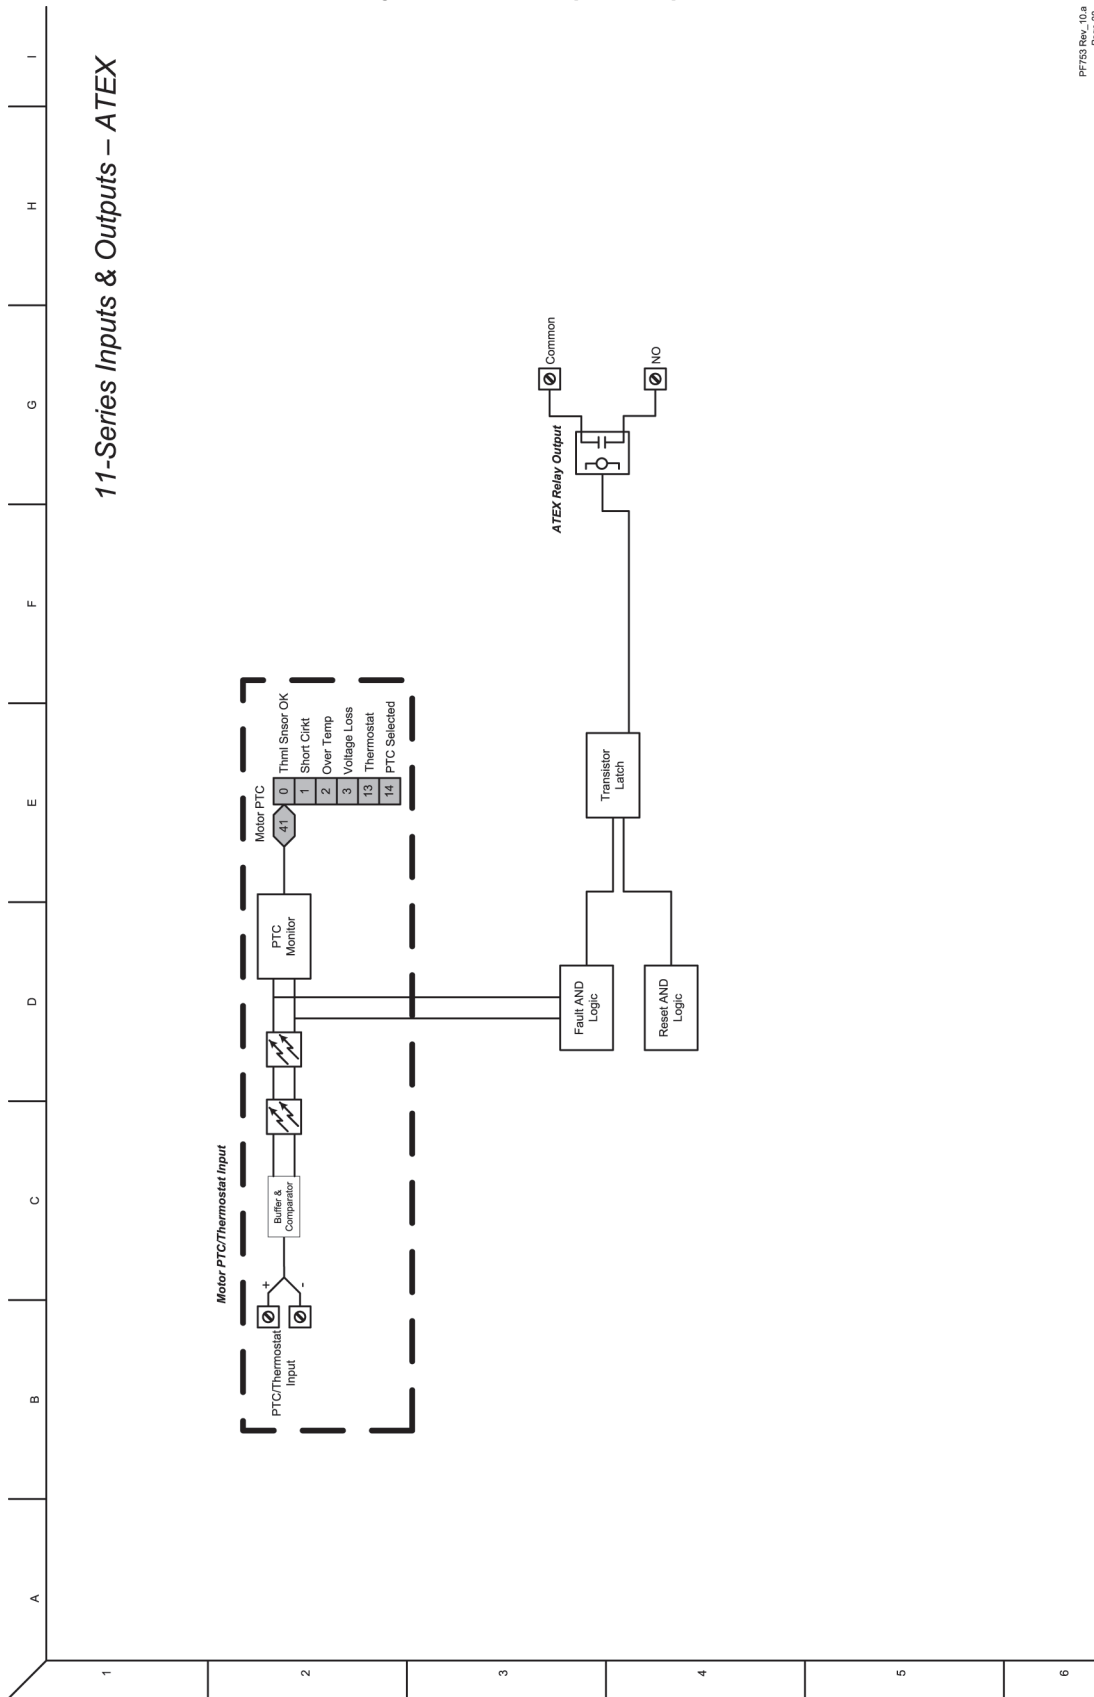 11-Series Inputs & Outputs – ATEX
A
B
C
D
E
F
G
H
I
1
2
3
4
5
6
Motor PTC/Thermostat Input
PTC/Thermostat
Input
+
-
Buffer &
Comparator
PTC
Monitor
Motor PTC
41
0 Thml Snsor OK
1 Short Cirkt
2 Over Temp
3 Voltage Loss
13 Thermostat
14 PTC Selected
Fault AND
Logic
Reset AND
Logic
Transistor
Latch
ATEX Relay Output
Common
NO
PF753 Rev_10.a